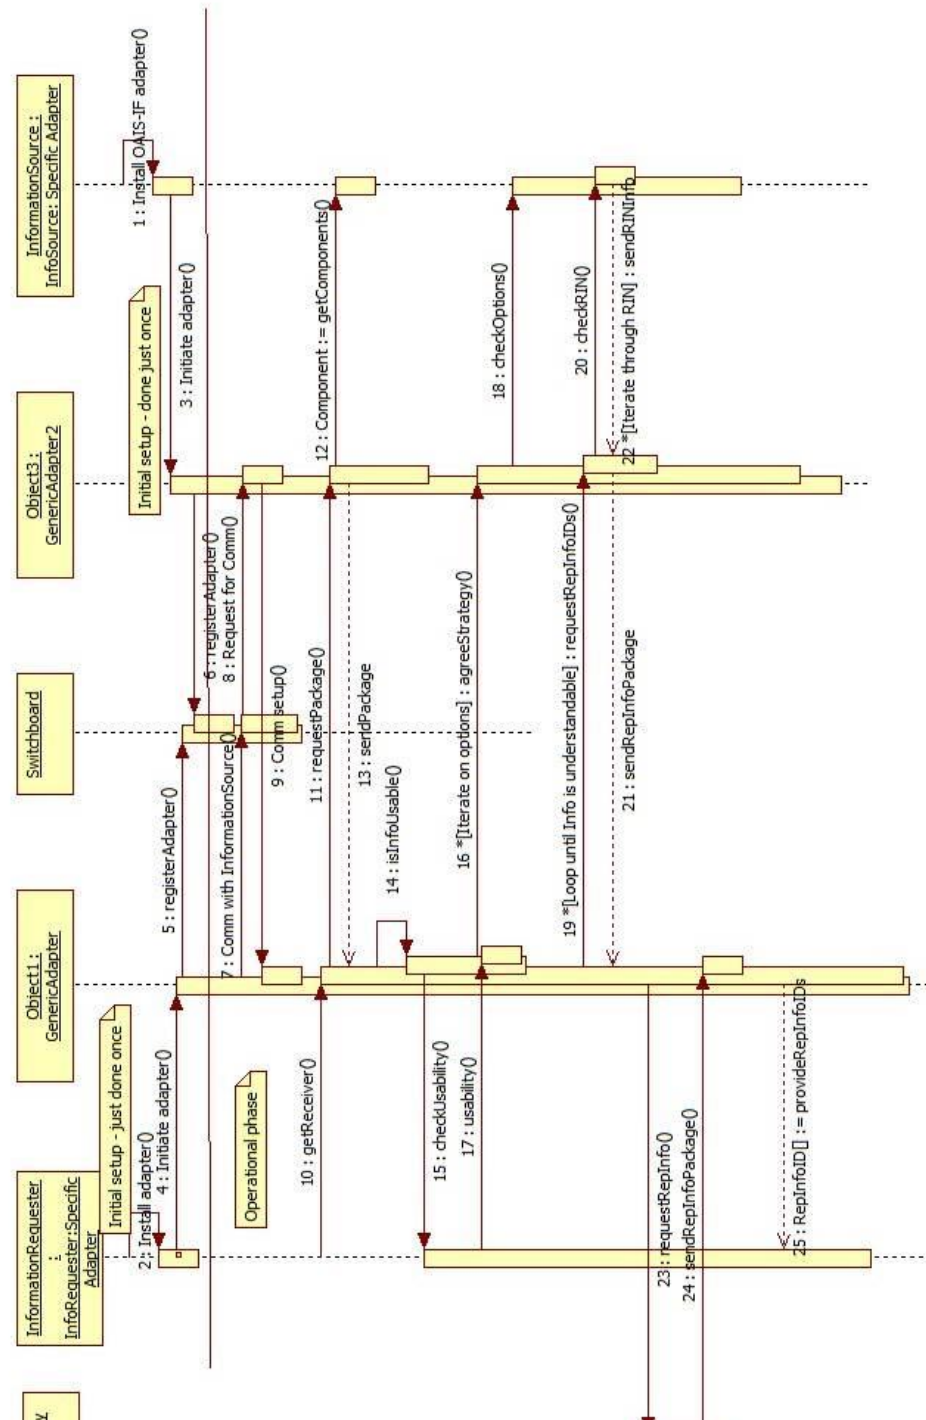 y
InformationRequester
:
InfoRequester:Specific
Adapter
Object1 :
GenericAdapter
Switchboard
Object3 :
GenericAdapter2
InformationSource :
InfoSource: Specific Adapter
Initial setup - just done once
Initial setup - done just once
Operational phase
1 : Install OAIS-IF adapter()
2 : Install adapter()
3 : Initiate adapter()
4 : Initiate adapter()
5 : registerAdapter()
6 : registerAdapter()
7 : Comm with InformationSource()
8 : Request for Comm()
9 : Comm setup()
10 : getReceiver()
11 : requestPackage()
12 : Component := getComponents()
13 : sendPackage
14 : isInfoUsable()
15 : checkUsability()
16 *[Iterate on options] : agreeStrategy()
17 : usability()
18 : checkOptions()
19 *[Loop until Info is understandable] : requestRepInfoIDs()
20 : checkRIN()
21 : sendRepInfoPackage
22 *[Iterate through RIN] : sendRINInfo
23 : requestRepInfo()
24 : sendRepInfoPackage()
25 : RepInfoID[] := provideRepInfoIDs